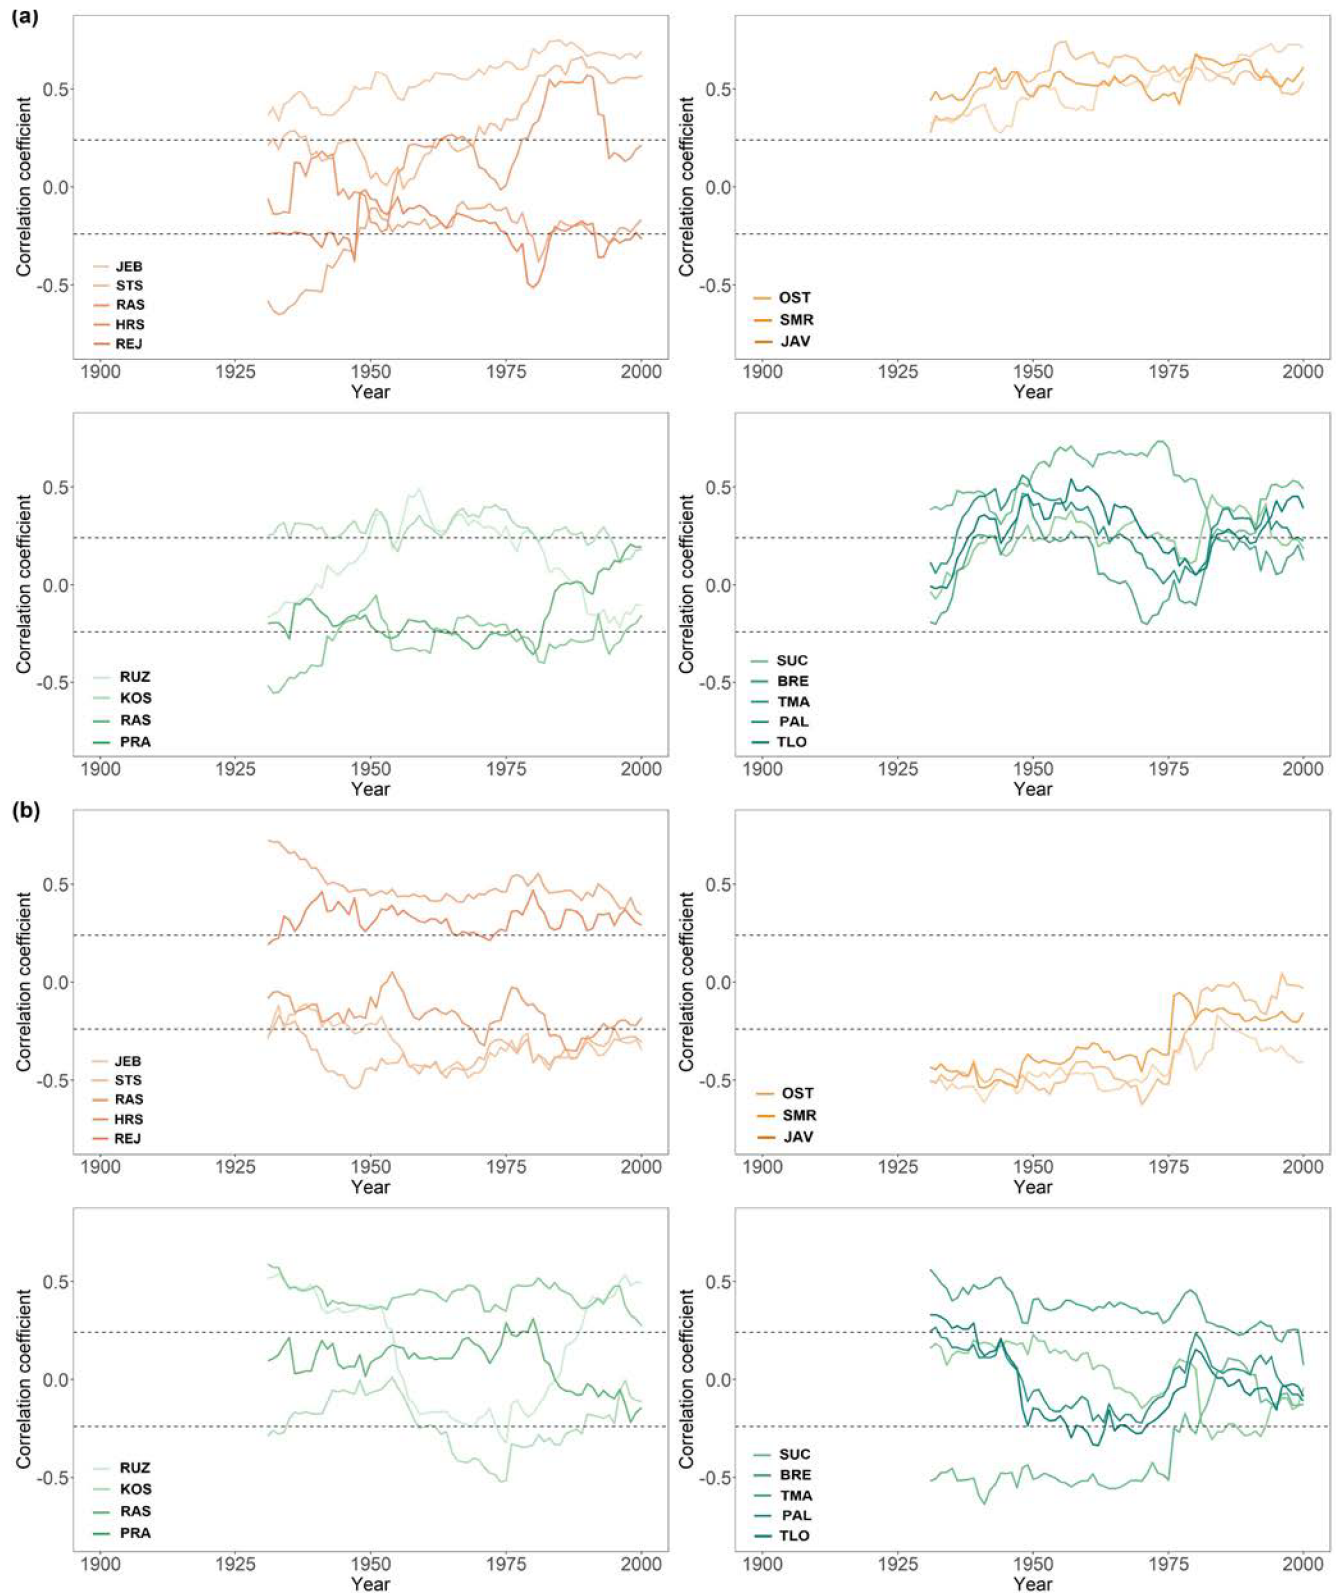 (a)
Correlation coefficient
0.5
0.0
-0.5
JEB
STS
RAS
HRS
REJ
1900 1925 1950 1975 2000
Year
Correlation coefficient
0.5
0.0
-0.5
OST
SMR
JAV
1900 1925 1950 1975 2000
Year
Correlation coefficient
0.5
0.0
-0.5
RUZ
KOS
RAS
PRA
1900 1925 1950 1975 2000
Year
Correlation coefficient
0.5
0.0
-0.5
SUC
BRE
TMA
PAL
TLO
1900 1925 1950 1975 2000
Year
(b)
Correlation coefficient
0.5
0.0
-0.5
JEB
STS
RAS
HRS
REJ
1900 1925 1950 1975 2000
Year
Correlation coefficient
0.5
0.0
-0.5
OST
SMR
JAV
1900 1925 1950 1975 2000
Year
Correlation coefficient
0.5
0.0
-0.5
RUZ
KOS
RAS
PRA
1900 1925 1950 1975 2000
Year
Correlation coefficient
0.5
0.0
-0.5
SUC
BRE
TMA
PAL
TLO
1900 1925 1950 1975 2000
Year